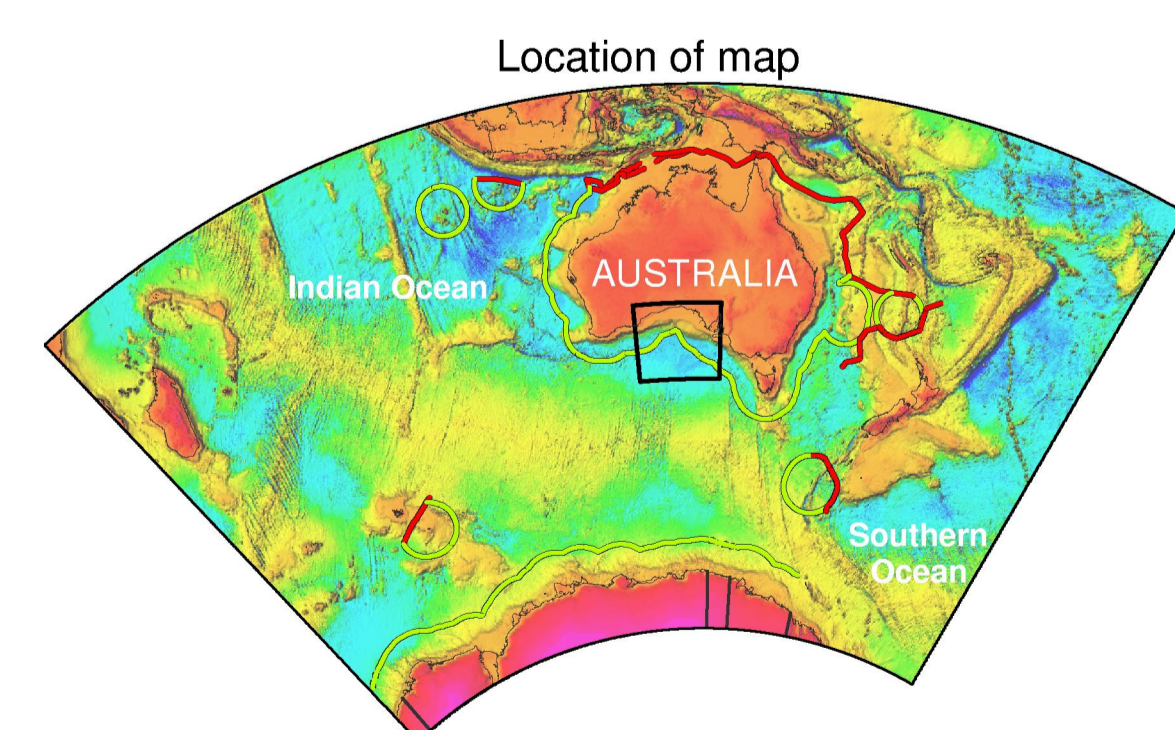 Location of map
AUSTRALIA
Indian Ocean
Southern
Ocean